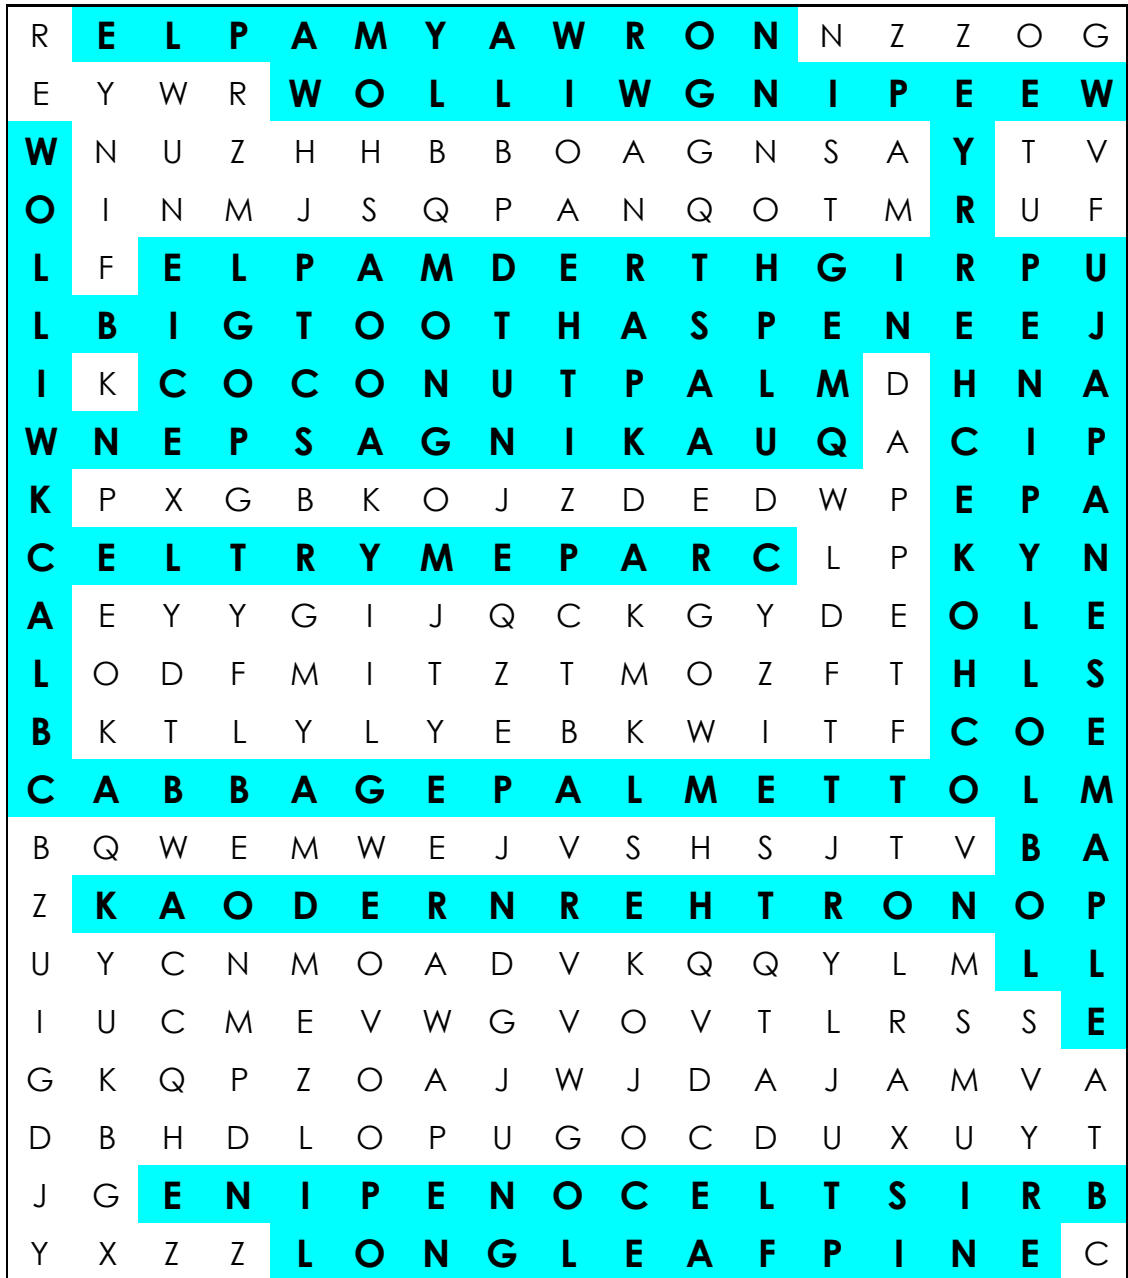 R E L P A M Y A W R O N N Z Z O G
E Y W R W O L L I W G N I P E E W
W N U Z H H B B O A G N S A Y T V
O I N M J S Q P A N Q O T M R U F
L F E L P A M D E R T H G I R P U
L B I G T O O T H A S P E N E E J
I K C O C O N U T P A L M D H N A
W N E P S A G N I K A U Q A C I P
K P X G B K O J Z D E D W P E P A
C E L T R Y M E P A R C L P K Y N
A E Y Y G I J Q C K G Y D E O L E
L O D F M I T Z T M O Z F T H L S
B K T L Y L Y E B K W I T F C O E
C A B B A G E P A L M E T T O L M
B Q W E M W E J V S H S J T V B A
Z K A O D E R N R E H T R O N O P
U Y C N M O A D V K Q Q Y L M L L
I U C M E V W G V O V T L R S S E
G K Q P Z O A J W J D A J A M V A
D B H D L O P U G O C D U X U Y T
J G E N I P E N O C E L T S I R B
Y X Z Z L O N G L E A F P I N E C